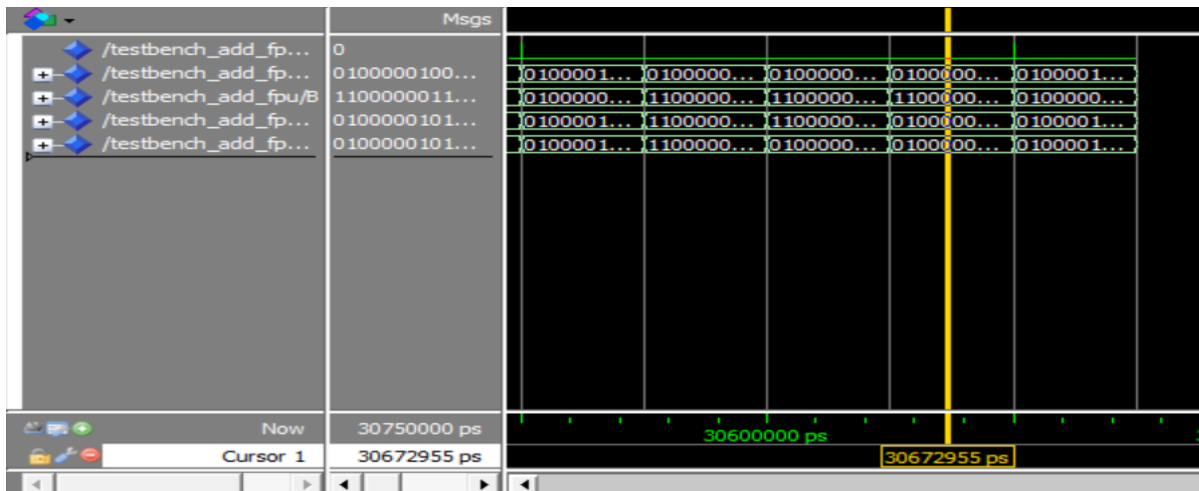 Msgs
/testbench_add_fp... 0
/testbench_add_fp... 0100000100... 0100001... 0100000... 0100000... 0100000... 0100001...
/testbench_add_fpu/B 1100000011... 0100000... 1100000... 1100000... 1100000... 0100000...
/testbench_add_fp... 0100000101... 0100001... 1100000... 1100000... 0100000... 0100001...
/testbench_add_fp... 0100000101... 0100001... 1100000... 0100000... 0100000... 0100001...
Now 30750000 ps 30600000 ps
Cursor 1 30672955 ps 30672955 ps